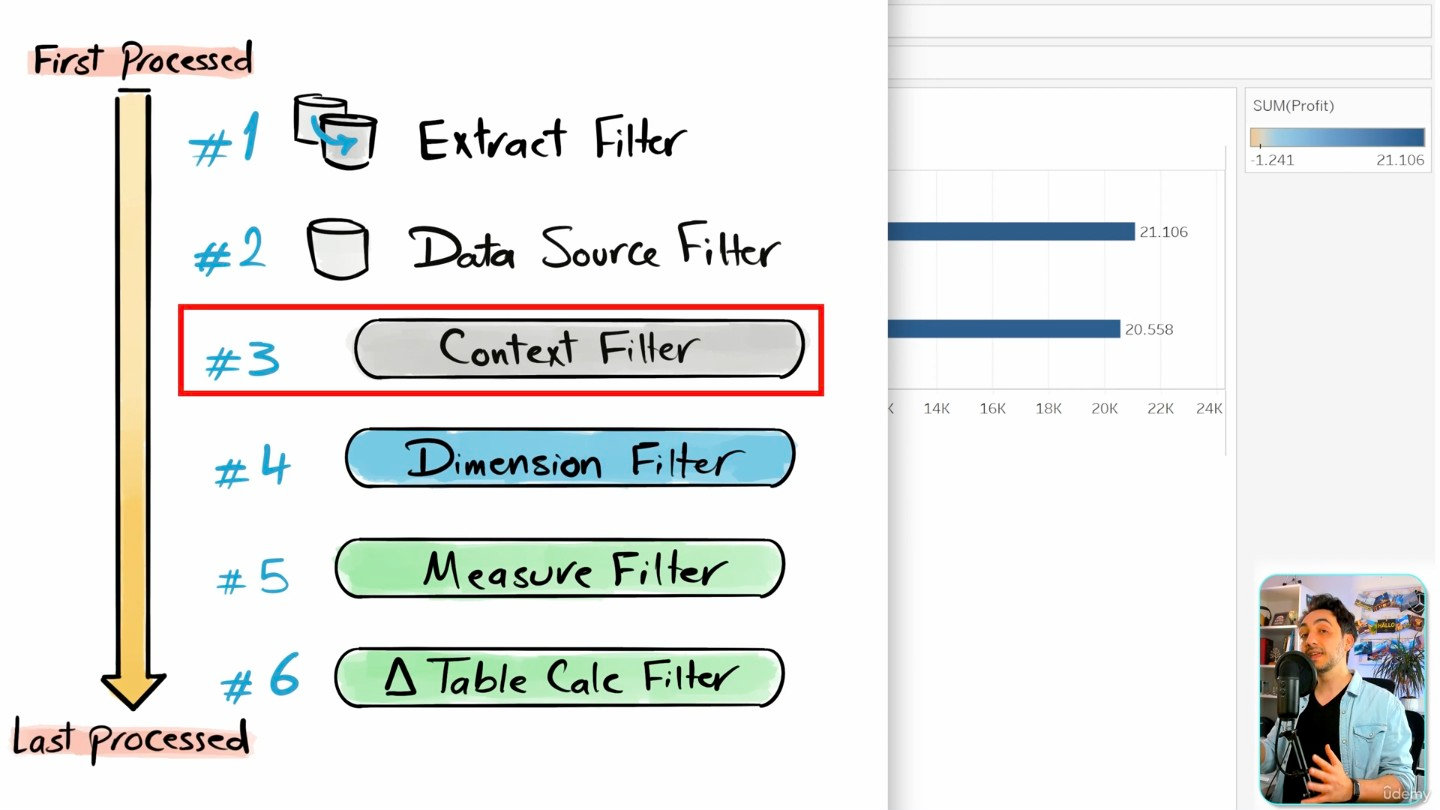 First Processed
#1 Extract Filter
#2 Data Source Filter
#3 Context Filter
#4 Dimension Filter
#5 Measure Filter
#6 Δ Table Calc Filter
Last processed
SUM(Profit)
-1.241 21.106
21.106
20.558
K 14K 16K 18K 20K 22K 24K
HALLO
ûdemy